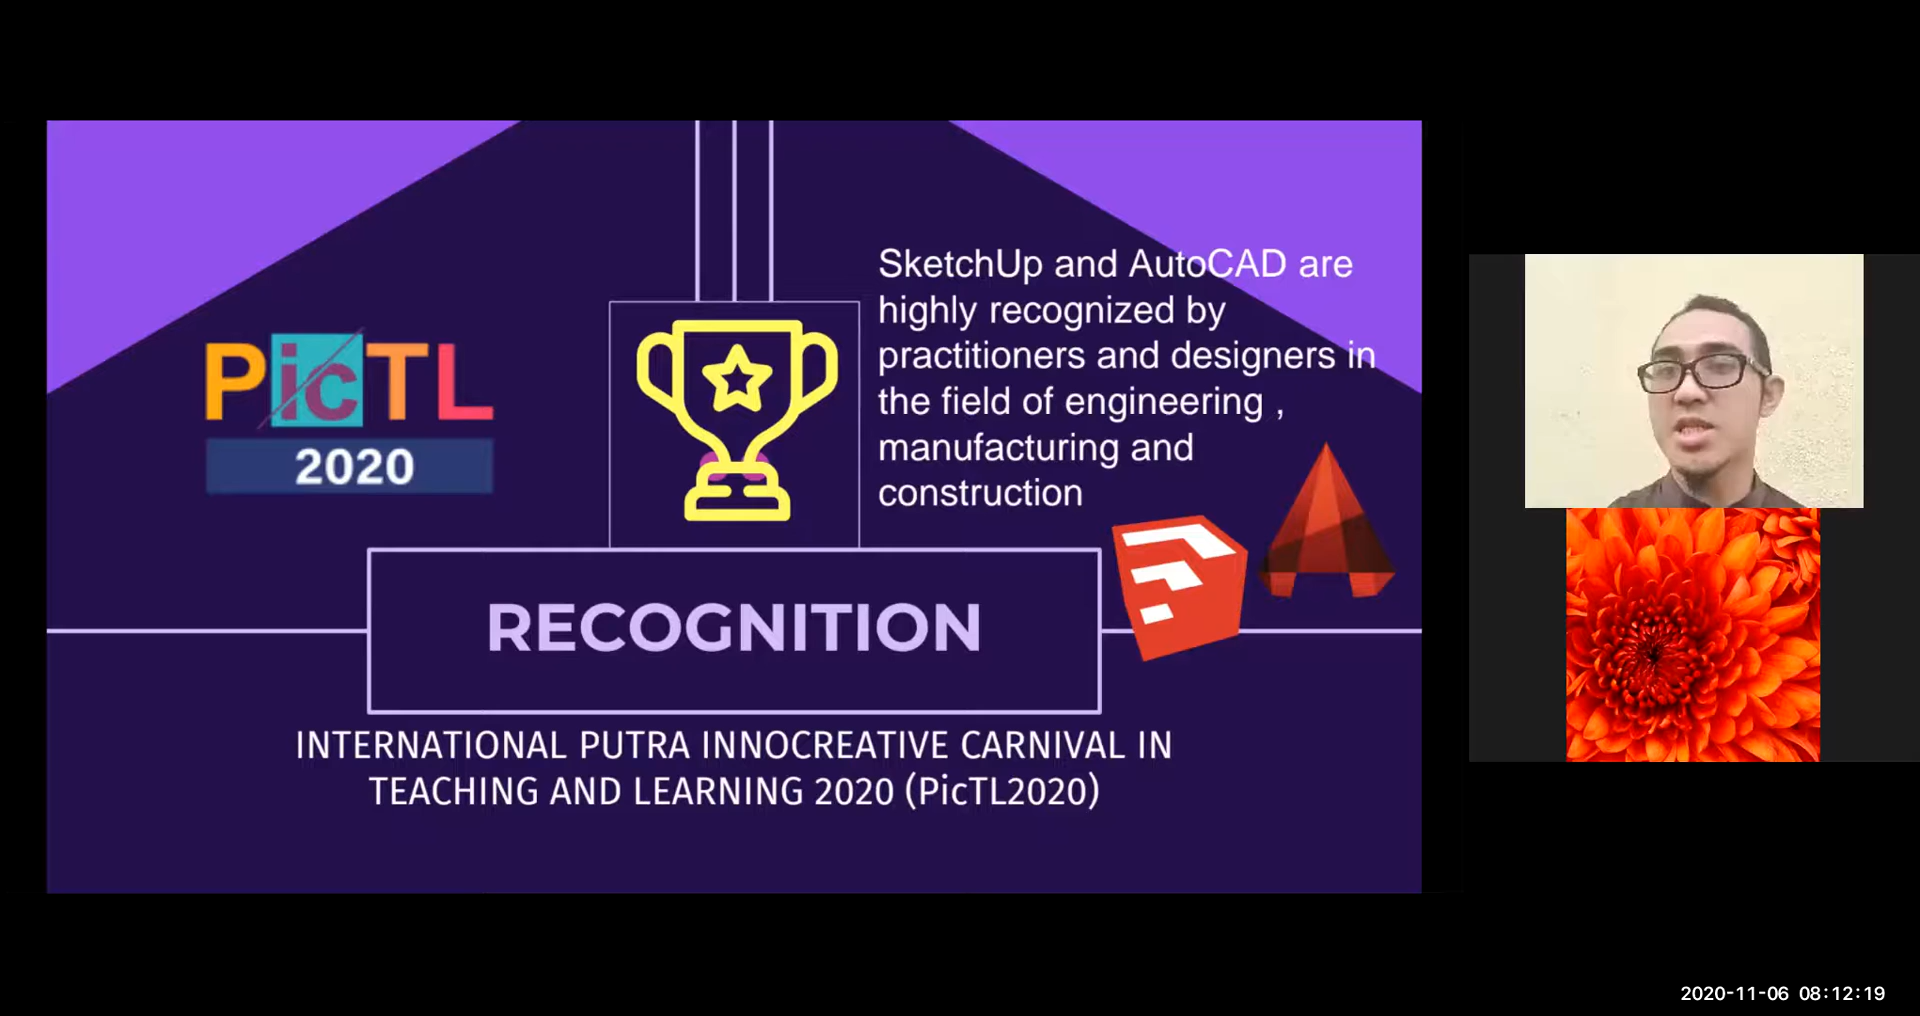 PicTL
2020
SketchUp and AutoCAD are
highly recognized by
practitioners and designers in
the field of engineering ,
manufacturing and
construction
RECOGNITION
INTERNATIONAL PUTRA INNOCREATIVE CARNIVAL IN
TEACHING AND LEARNING 2020 (PicTL2020)
2020-11-06 08:12:19